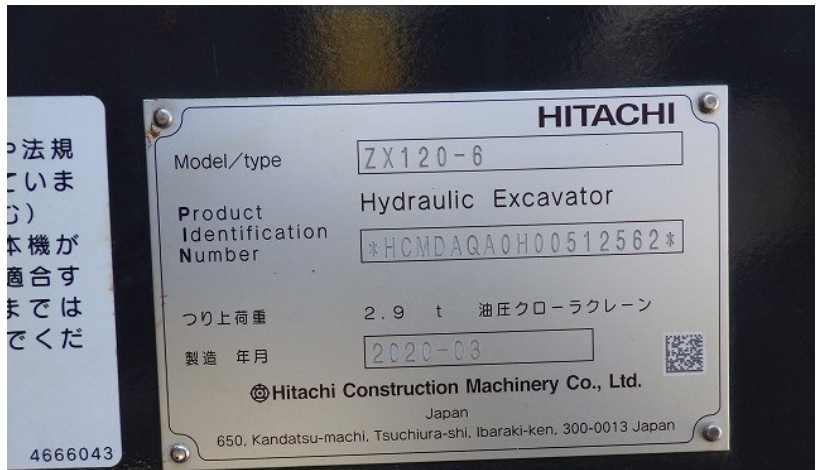 HITACHI
Model/type ZX120-6
Hydraulic Excavator
Product
Identification
Number
*HCMDAQA0H00512562*
つり上荷重 2.9 t 油圧クローラクレーン
製造 年月 2020-03
Hitachi Construction Machinery Co., Ltd.
Japan
650, Kandatsu-machi, Tsuchiura-shi, Ibaraki-ken, 300-0013 Japan
や法規
ていま
む)
本機が
適合す
までは
でくだ
4666043